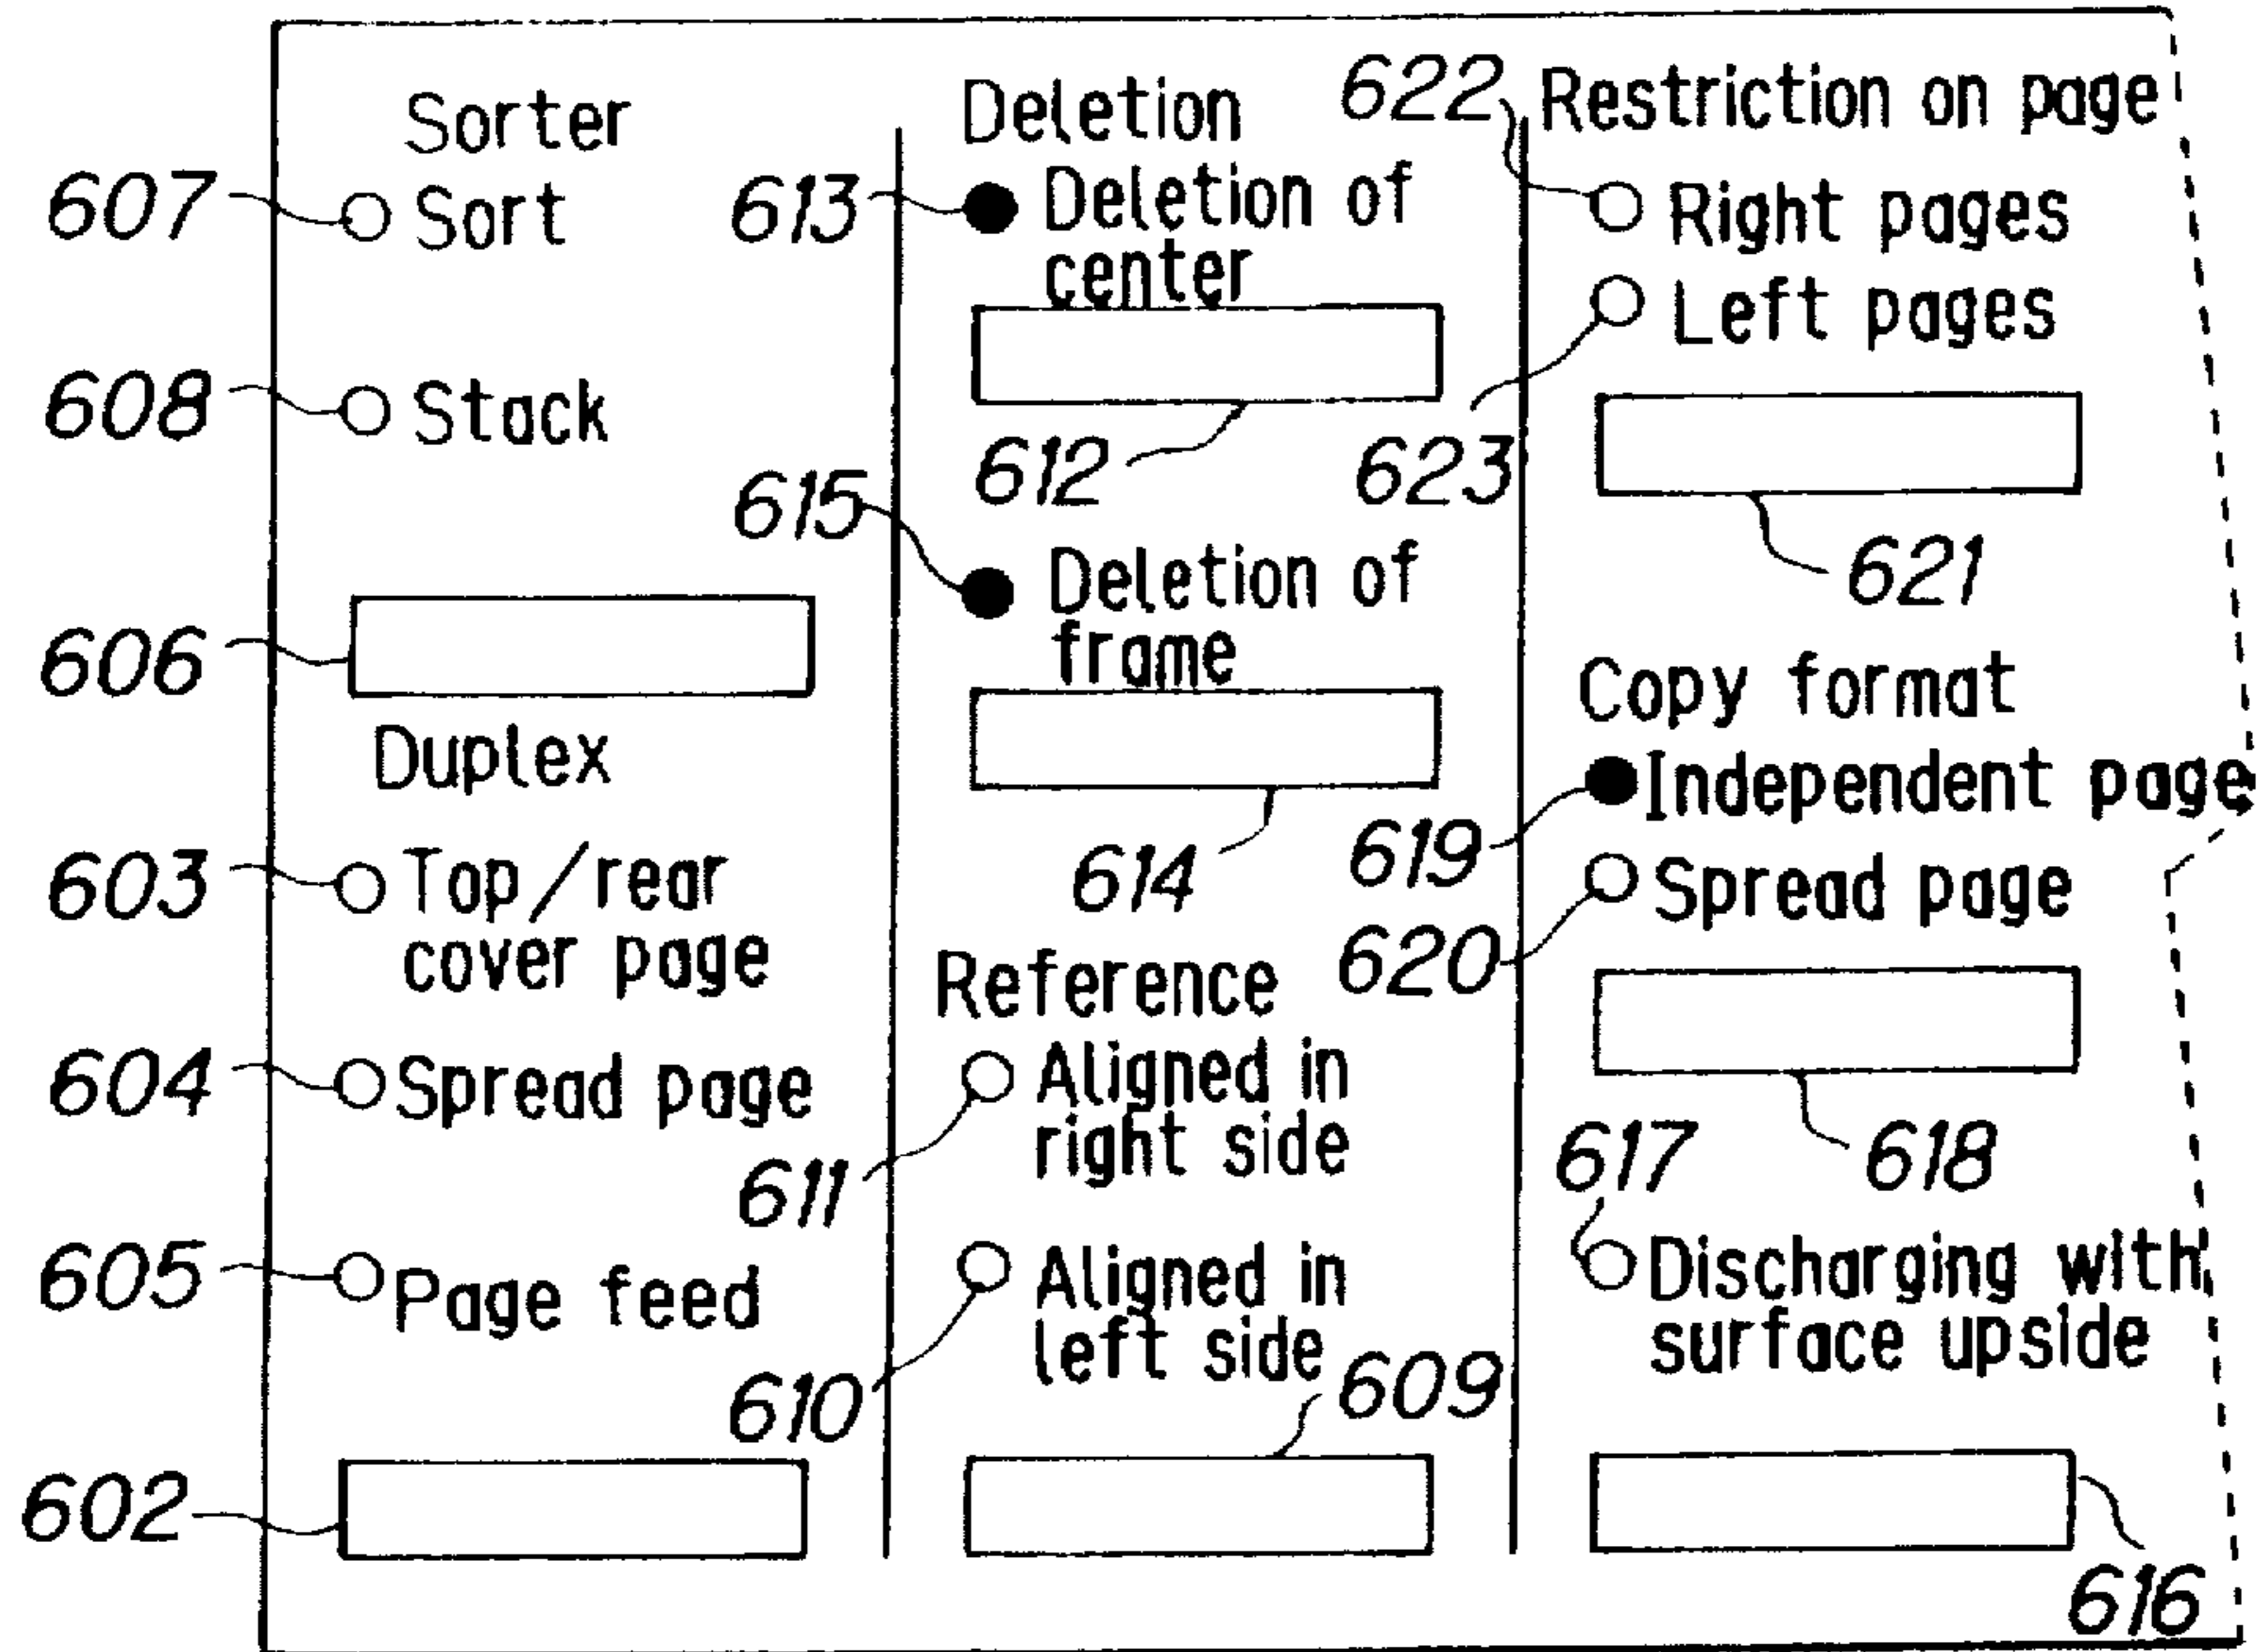 Sorter
607
Sort
608
Stack
606
Duplex
603
Top/rear
cover page
604
Spread page
605
Page feed
602
Deletion
613
Deletion of
center
612
615
Deletion of
frame
614
Reference
Aligned in
right side
611
Aligned in
left side
610
609
622
Restriction on page
Right pages
Left pages
623
621
Copy format
Independent page
619
Spread page
620
618
617
Discharging with
surface upside
616